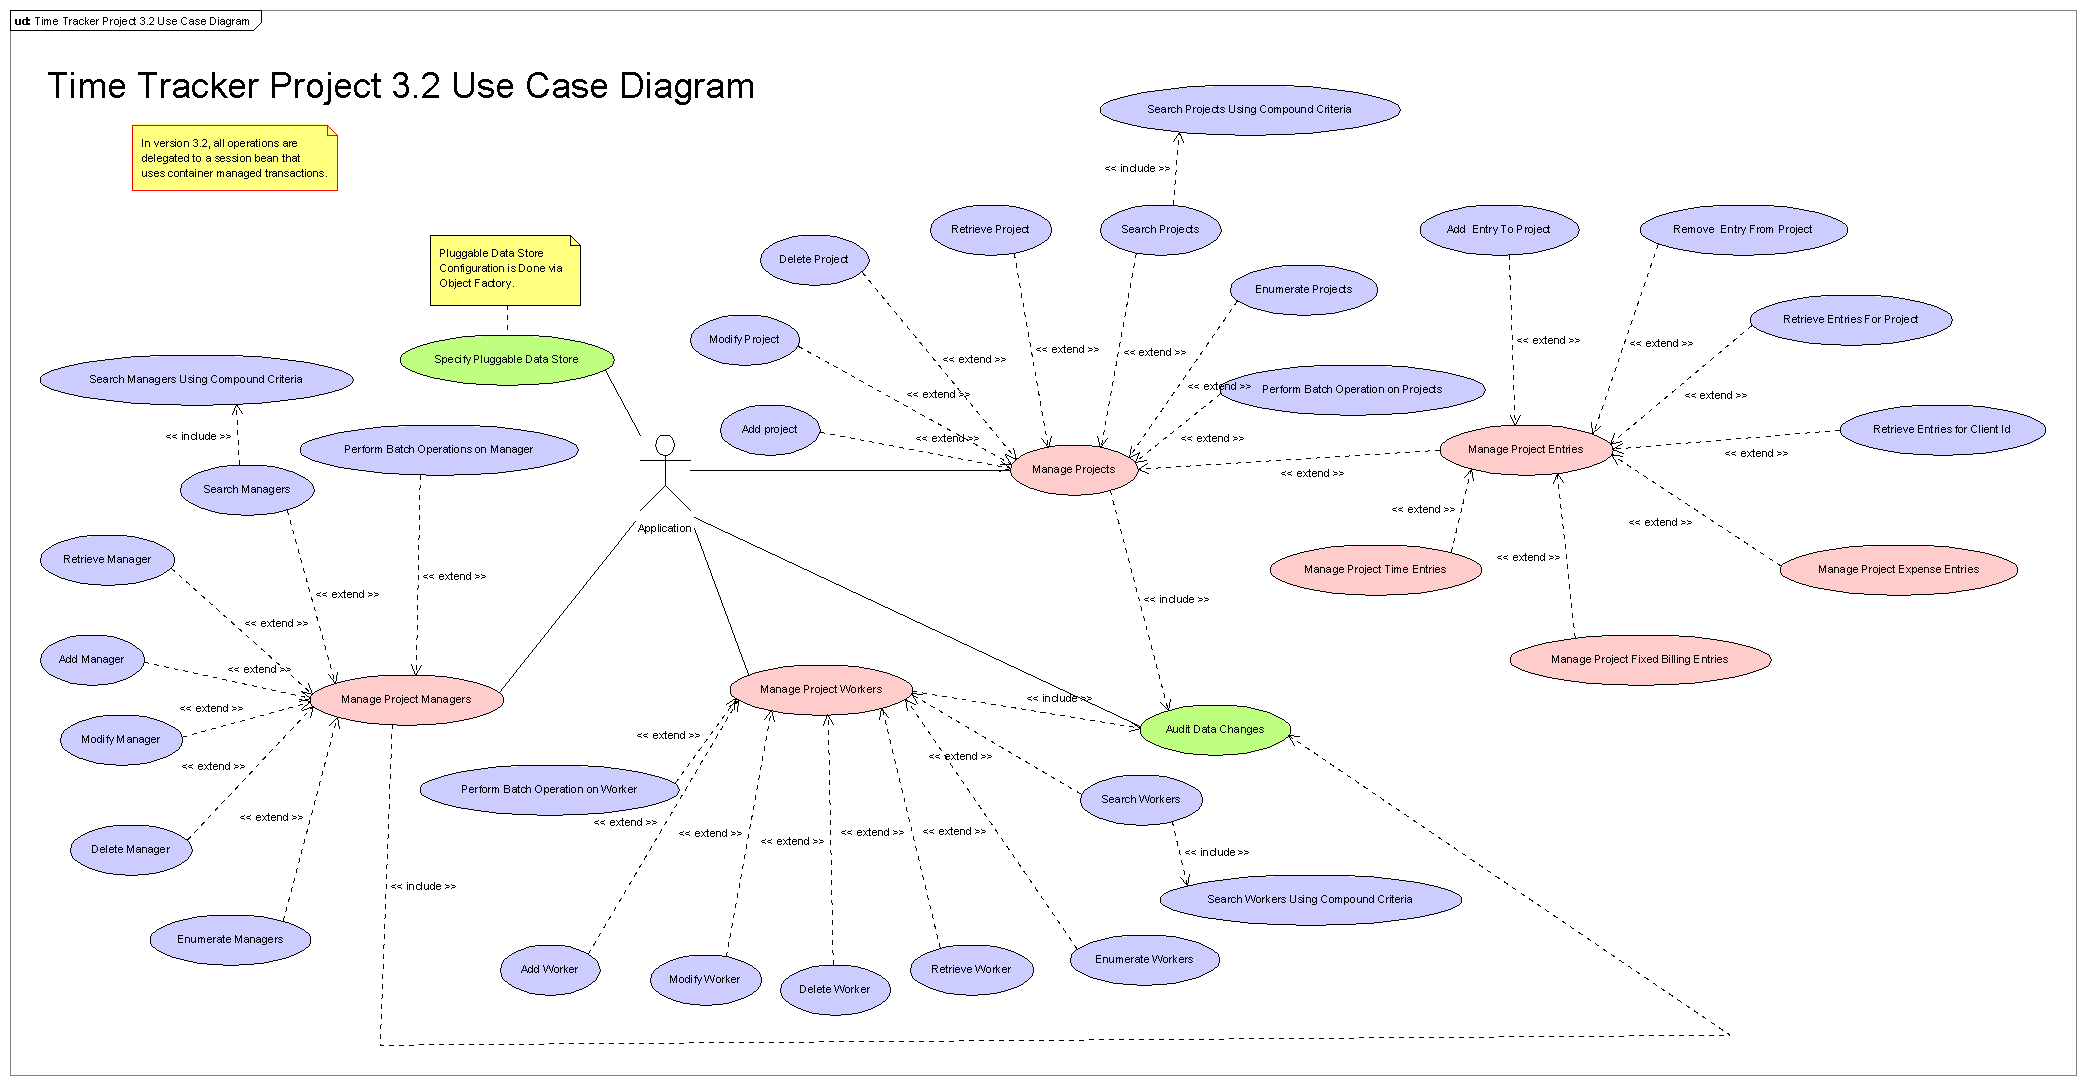 ud: Time Tracker Project 3.2 Use Case Diagram
Time Tracker Project 3.2 Use Case Diagram
In version 3.2, all operations are
delegated to a session bean that
uses container managed transactions.
Pluggable Data Store
Configuration is Done via
Object Factory.
Specify Pluggable Data Store
Search Managers Using Compound Criteria
<< include >>
Perform Batch Operations on Manager
Search Managers
Retrieve Manager
<< extend >>
<< extend >>
<< extend >>
Add Manager
<< extend >>
Manage Project Managers
<< extend >>
Modify Manager
<< extend >>
Delete Manager
<< extend >>
Enumerate Managers
<< include >>
Application
Search Projects Using Compound Criteria
<< include >>
Retrieve Project
Search Projects
Delete Project
Enumerate Projects
Modify Project
<< extend >>
<< extend >>
<< extend >>
<< extend >>
<< extend >>
Perform Batch Operation on Projects
Add project
<< extend >>
<< extend >>
Manage Projects
<< extend >>
Add  Entry To Project
Remove  Entry From Project
Retrieve Entries For Project
<< extend >>
<< extend >>
<< extend >>
Retrieve Entries for Client Id
Manage Project Entries
<< extend >>
<< extend >>
<< extend >>
<< extend >>
Manage Project Time Entries
Manage Project Expense Entries
Manage Project Fixed Billing Entries
<< include >>
Manage Project Workers
<< include >>
Audit Data Changes
<< extend >>
<< extend >>
Perform Batch Operation on Worker
Search Workers
<< extend >>
<< extend >>
<< extend >>
<< extend >>
<< extend >>
<< include >>
Search Workers Using Compound Criteria
Add Worker
Modify Worker
Delete Worker
Retrieve Worker
Enumerate Workers